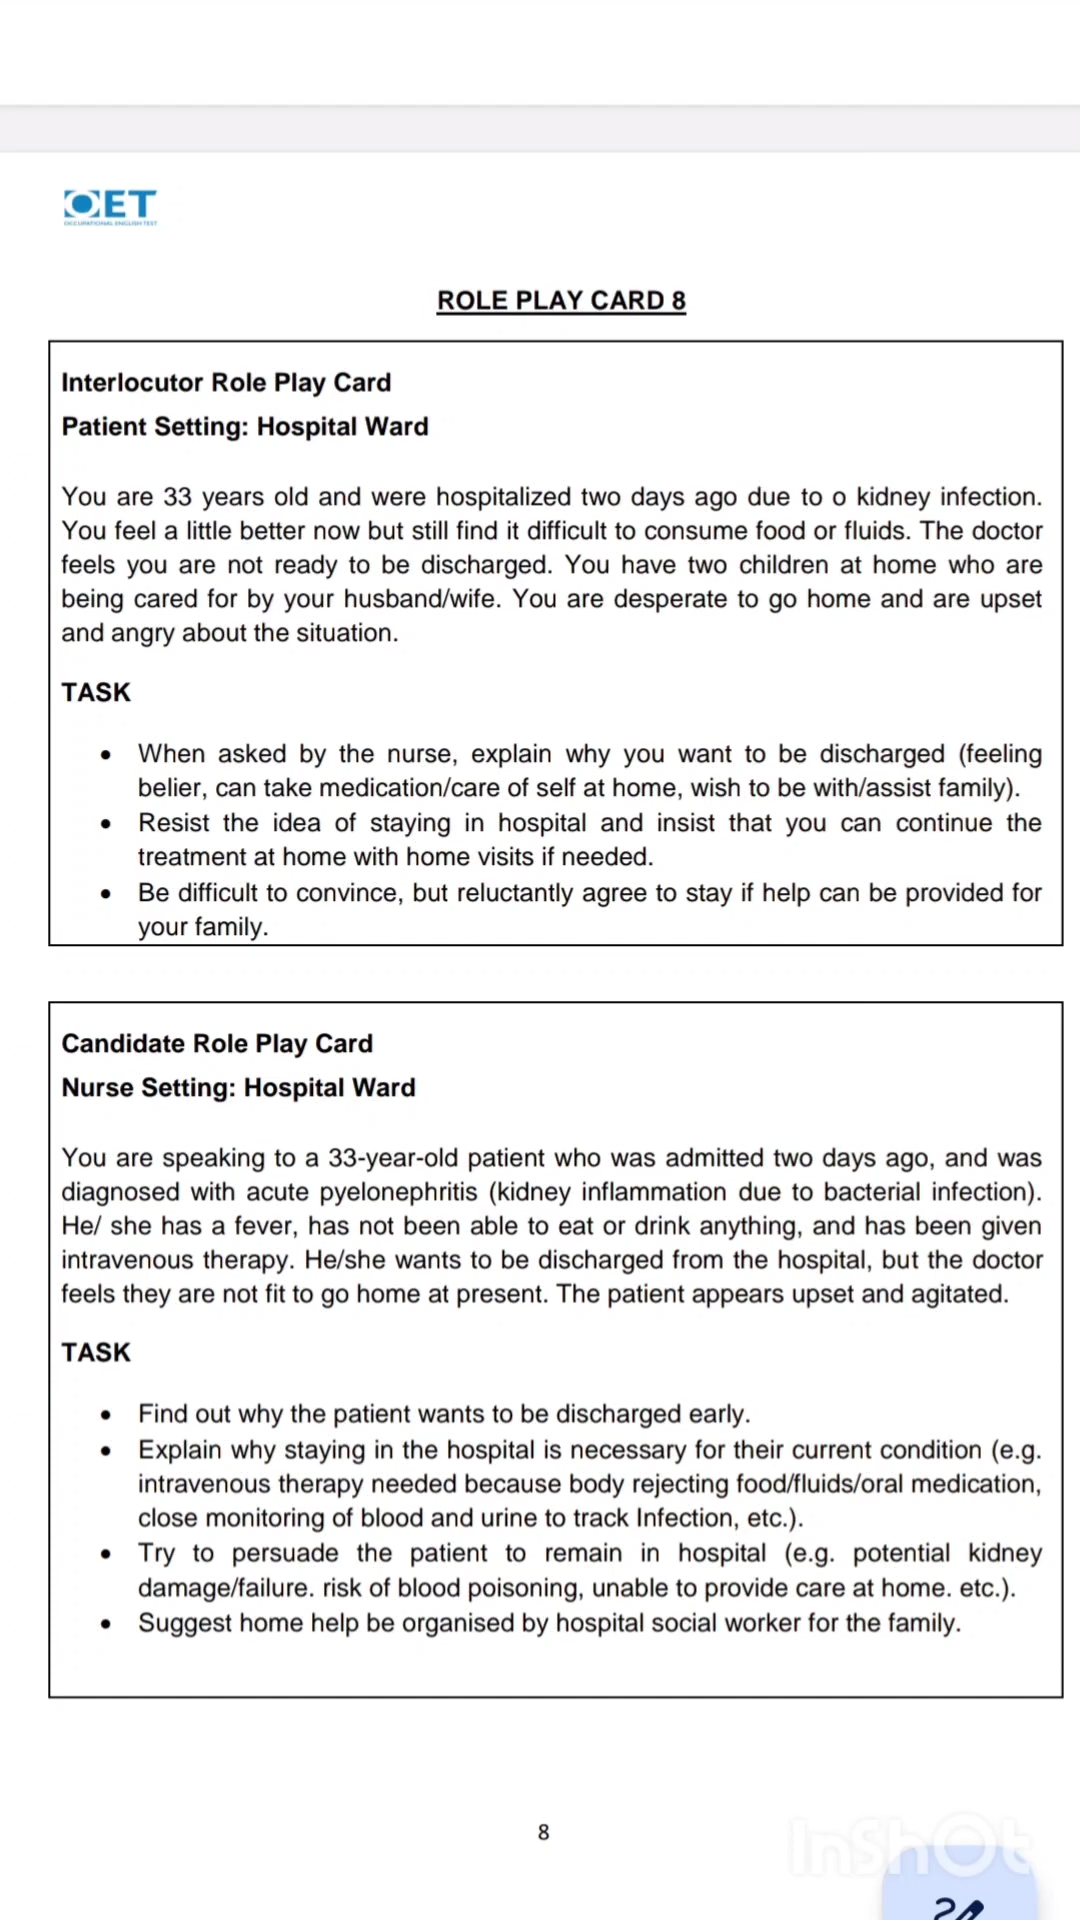 OET
OCCUPATIONAL ENGLISH TEST
ROLE PLAY CARD 8
Interlocutor Role Play Card
Patient Setting: Hospital Ward
You are 33 years old and were hospitalized two days ago due to o kidney infection.
You feel a little better now but still find it difficult to consume food or fluids. The doctor
feels you are not ready to be discharged. You have two children at home who are
being cared for by your husband/wife. You are desperate to go home and are upset
and angry about the situation.
TASK
• When asked by the nurse, explain why you want to be discharged (feeling
belier, can take medication/care of self at home, wish to be with/assist family).
• Resist the idea of staying in hospital and insist that you can continue the
treatment at home with home visits if needed.
• Be difficult to convince, but reluctantly agree to stay if help can be provided for
your family.
Candidate Role Play Card
Nurse Setting: Hospital Ward
You are speaking to a 33-year-old patient who was admitted two days ago, and was
diagnosed with acute pyelonephritis (kidney inflammation due to bacterial infection).
He/ she has a fever, has not been able to eat or drink anything, and has been given
intravenous therapy. He/she wants to be discharged from the hospital, but the doctor
feels they are not fit to go home at present. The patient appears upset and agitated.
TASK
• Find out why the patient wants to be discharged early.
• Explain why staying in the hospital is necessary for their current condition (e.g.
intravenous therapy needed because body rejecting food/fluids/oral medication,
close monitoring of blood and urine to track Infection, etc.).
• Try to persuade the patient to remain in hospital (e.g. potential kidney
damage/failure. risk of blood poisoning, unable to provide care at home. etc.).
• Suggest home help be organised by hospital social worker for the family.
8
InShOt